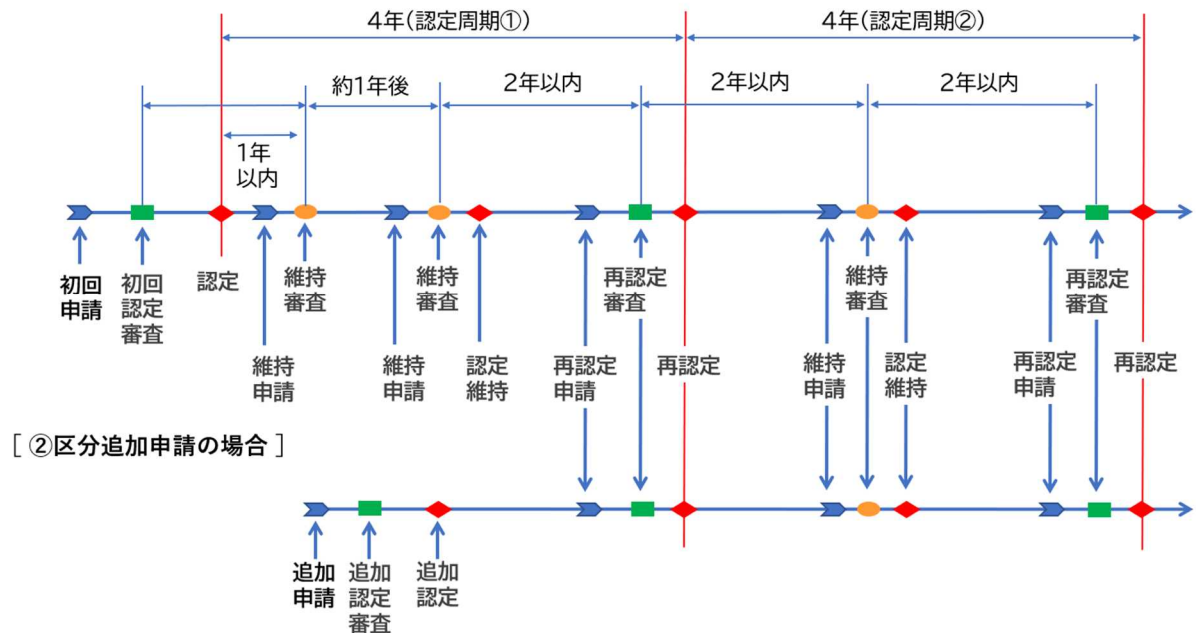 4年(認定周期①)
4年(認定周期②)
約1年後
2年以内
2年以内
2年以内
1年
以内
初回
申請
初回
認定
審査
認定
維持
審査
維持
審査
再認定
審査
維持
審査
再認定
審査
維持
申請
維持
申請
認定
維持
再認定
申請
再認定
維持
申請
認定
維持
再認定
申請
再認定
[ ②区分追加申請の場合 ]
追加
申請
追加
認定
審査
追加
認定